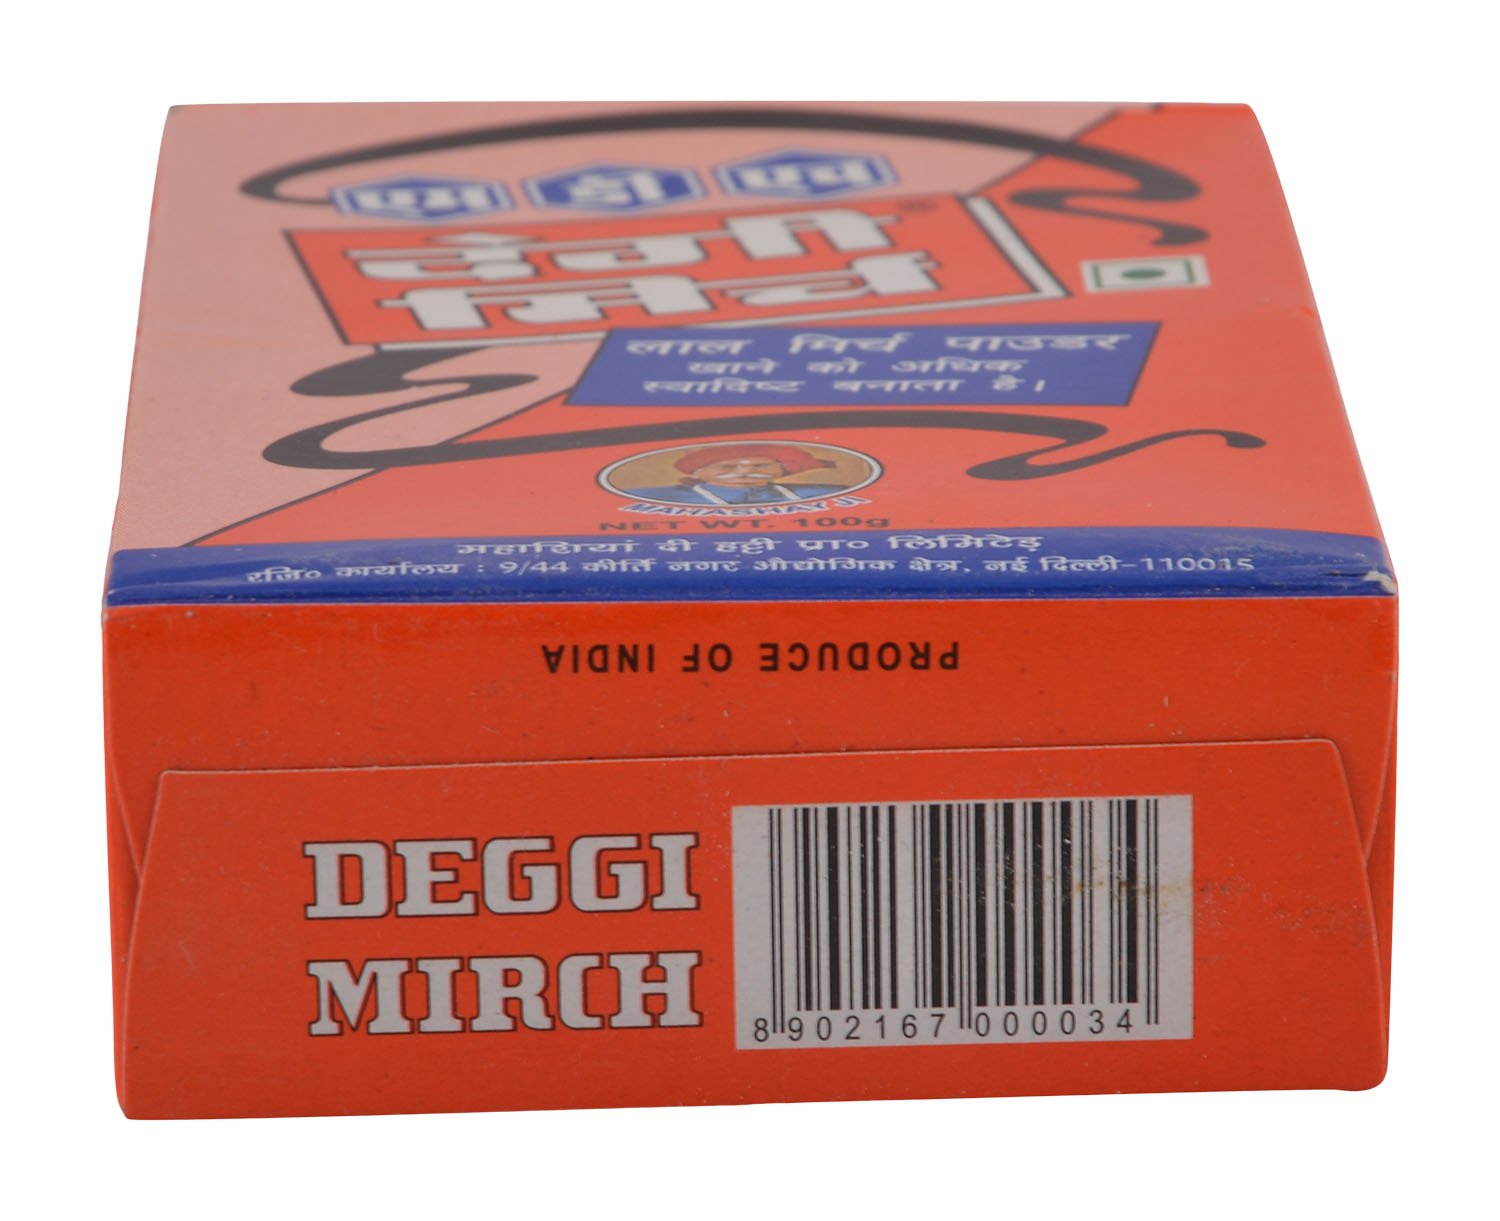 एम डी एच
देगी
मिर्च
®
लाल मिर्च पाउडर
खाने को अधिक
स्वादिष्ट बनाता है।
MAHASHAY JI
NET WT. 100g
महाशियां दी हट्टी प्रा० लिमिटेड
रजि० कार्यालय : 9/44 कीर्ति नगर औद्योगिक क्षेत्र, नई दिल्ली-110015
PRODUCE OF INDIA
DEGGI
MIRCH
8 902167 000034